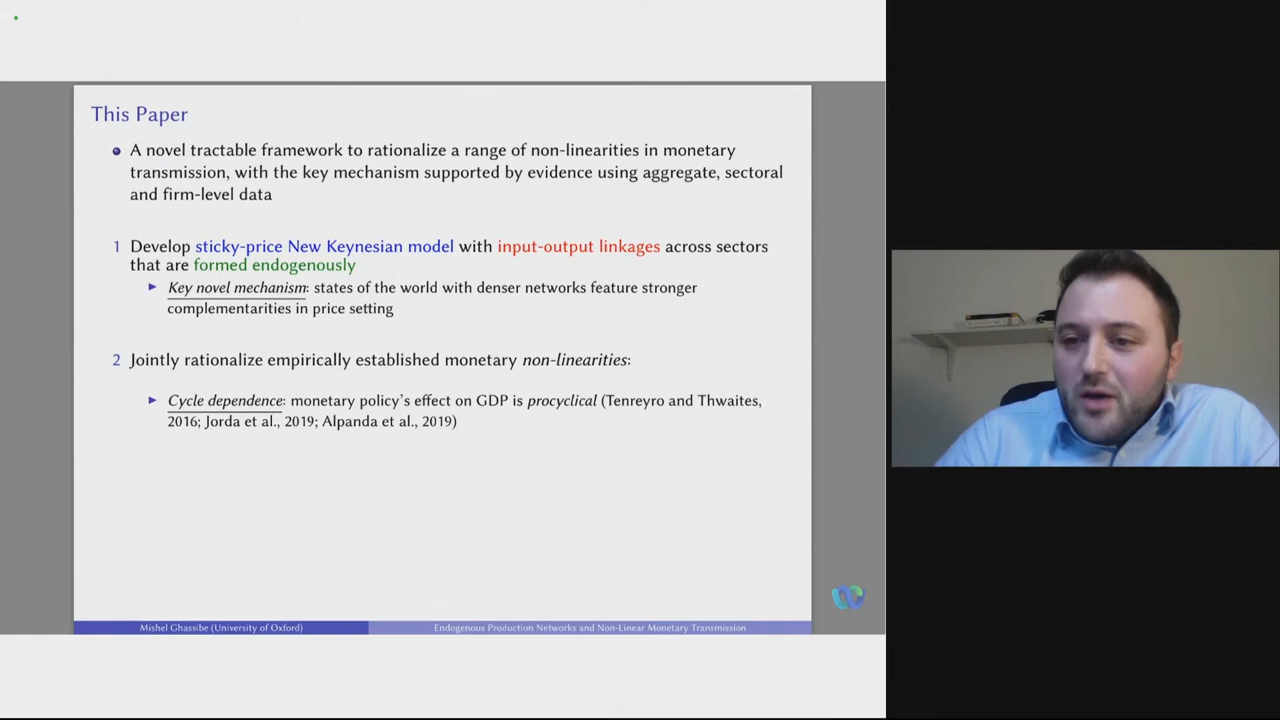 This Paper
A novel tractable framework to rationalize a range of non-linearities in monetary
transmission, with the key mechanism supported by evidence using aggregate, sectoral
and firm-level data
1 Develop sticky-price New Keynesian model with input-output linkages across sectors
that are formed endogenously
Key novel mechanism: states of the world with denser networks feature stronger
complementarities in price setting
2 Jointly rationalize empirically established monetary non-linearities:
Cycle dependence: monetary policy's effect on GDP is procyclical (Tenreyro and Thwaites,
2016; Jorda et al., 2019; Alpanda et al., 2019)
Mishel Ghassibe (University of Oxford)
Endogenous Production Networks and Non-Linear Monetary Transmission